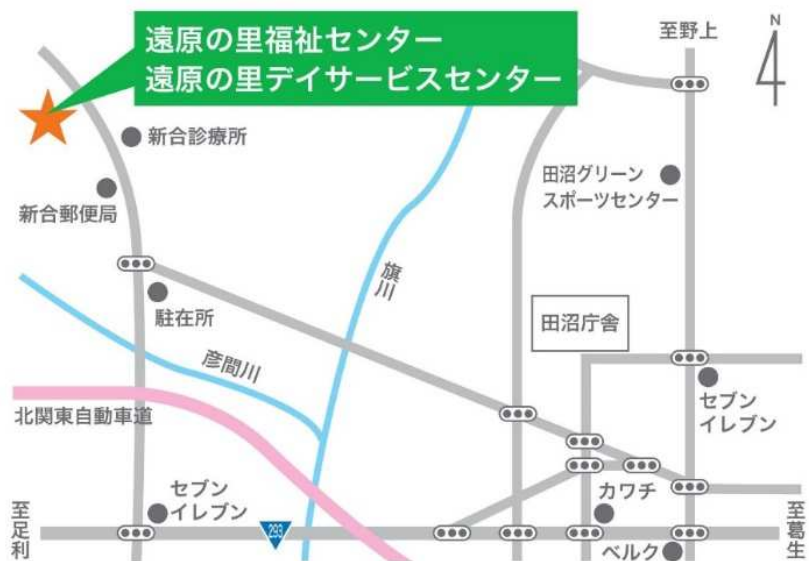 遠原の里福祉センター
遠原の里デイサービスセンター
至野上
N
新合診療所
田沼グリーン
スポーツセンター
新合郵便局
旗川
駐在所
田沼庁舎
彦間川
北関東自動車道
セブン
イレブン
セブン
イレブン
カワチ
至足利
293
至葛生
ベルク